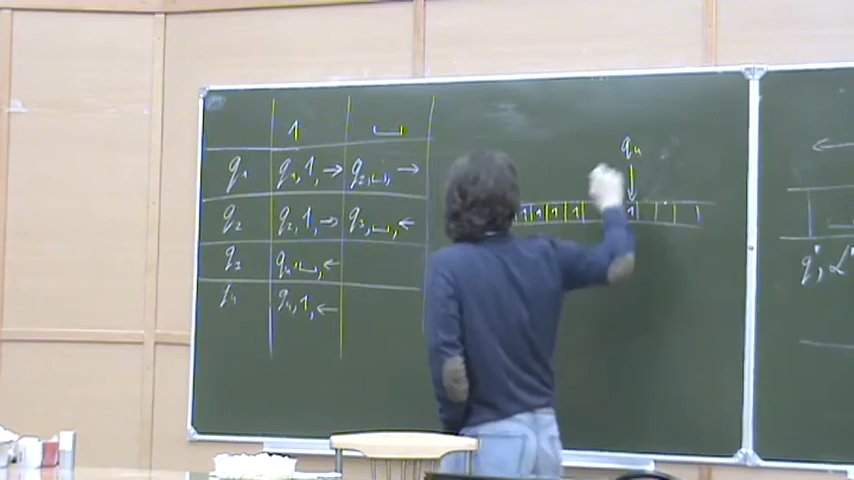 1 ␣
q₁ q₁,1,→ q₂,␣,→
q₂ q₂,1,→ q₃,␣,←
q₃ q₄,␣,←
q₄ q₄,1,←
q₄
1 1 1 1 1
←
q',